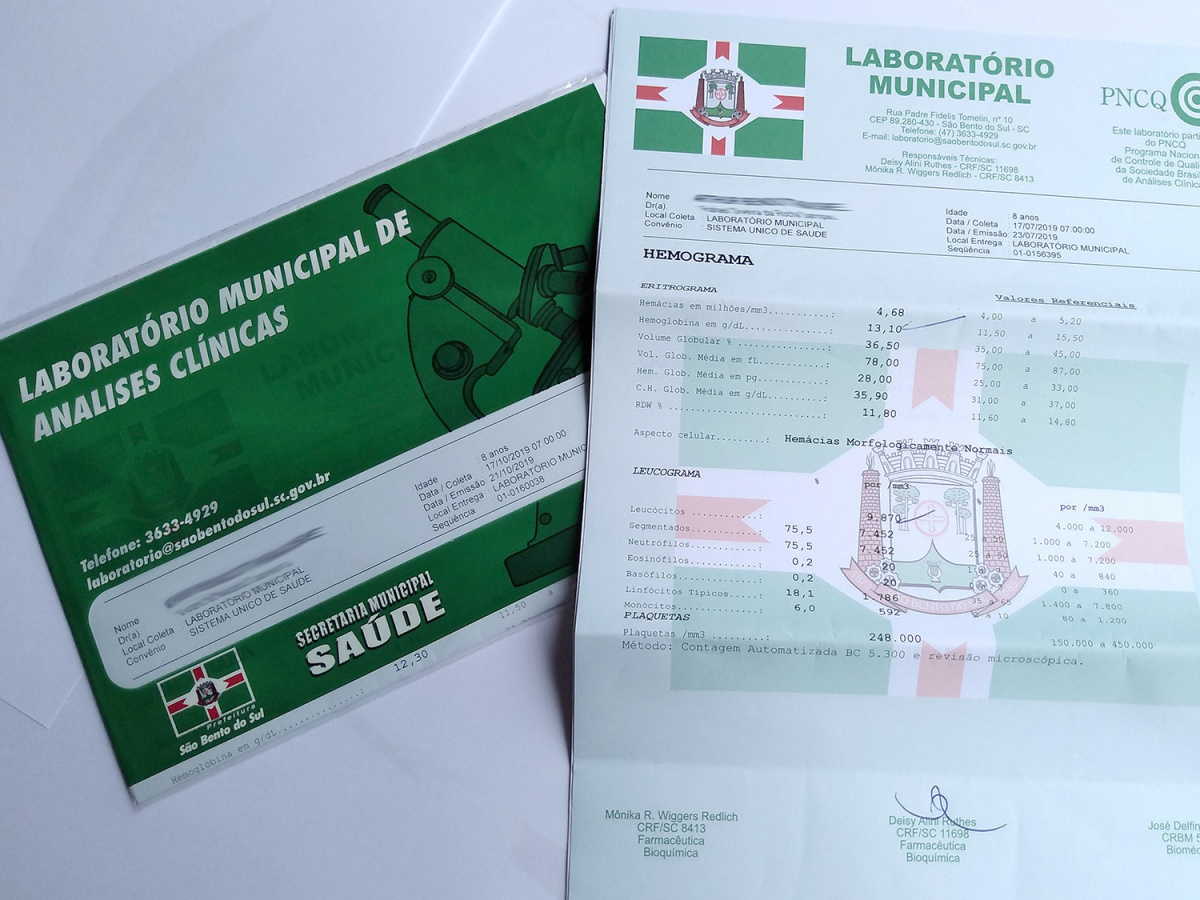 LABORATÓRIO MUNICIPAL DE
ANALISES CLÍNICAS
Telefone: 3633-4929
laboratorio@saobentodosul.sc.gov.br
Nome
Dr(a)
Local Coleta : LABORATÓRIO MUNICIPAL
Convênio : SISTEMA UNICO DE SAUDE
Idade : 8 anos
Data / Coleta : 17/10/2019 07:00:00
Data / Emissão : 21/10/2019
Local Entrega : LABORATÓRIO MUNIC
Sequência : 01-0160038
SECRETARIA MUNICIPAL
SAÚDE
Prefeitura
São Bento do Sul
Hemoglobina em g/dL..............: 12,30 11,50 a
LABORATÓRIO
MUNICIPAL
Rua Padre Fidelis Tomelin, nº 10
CEP 89.280-430 - São Bento do Sul - SC
Telefone: (47) 3633-4929
E-mail: laboratorio@saobentodosul.sc.gov.br
Responsáveis Técnicas:
Deisy Alini Ruthes - CRF/SC 11698
Mônika R. Wiggers Redlich - CRF/SC 8413
PNCQ
Este laboratório parti
do PNCQ
Programa Nacion
de Controle de Quali
da Sociedade Brasil
de Análises Clínica
Nome
Dr(a).
Local Coleta : LABORATÓRIO MUNICIPAL
Convênio : SISTEMA UNICO DE SAUDE
Idade : 8 anos
Data / Coleta : 17/07/2019 07:00:00
Data / Emissão : 23/07/2019
Local Entrega : LABORATÓRIO MUNICIPAL
Seqüência : 01-0156395
HEMOGRAMA
ERITROGRAMA Valores Referenciais
Hemácias em milhões/mm3..........: 4,68 4,00 a 5,20
Hemoglobina em g/dL..............: 13,10 11,50 a 15,50
Volume Globular % ...............: 36,50 35,00 a 45,00
Vol. Glob. Média em fL...........: 78,00 75,00 a 87,00
Hem. Glob. Média em pg...........: 28,00 25,00 a 33,00
C.H. Glob. Média em g/dL.........: 35,90 31,00 a 37,00
RDW % ...........................: 11,80 11,60 a 14,80
Aspecto celular.........: Hemácias Morfologicamente Normais
LEUCOGRAMA % por mm3 por /mm3
Leucócitos ............: 9.870 4.000 a 12.000
Segmentados............: 75,5 7.452 25 a 50 1.000 a 7.200
Neutrófilos............: 75,5 7.452 1.000 a 7.200
Eosinófilos............: 0,2 20 40 a 840
Basófilos..............: 0,2 20 0 a 360
Linfócitos Típicos.....: 18,1 1.786 35 a 65 1.400 a 7.800
Monócitos..............: 6,0 592 a 10 80 a 1.200
PLAQUETAS
Plaquetas /mm3 .........: 248.000 150.000 a 450.000
Método: Contagem Automatizada BC 5.300 e revisão microscópica.
SÃO BENTO DO SUL
Mônika R. Wiggers Redlich
CRF/SC 8413
Farmacêutica
Bioquímica
Deisy Alini Ruthes
CRF/SC 11698
Farmacêutica
Bioquímica
José Delfin
CRBM 5
Bioméd